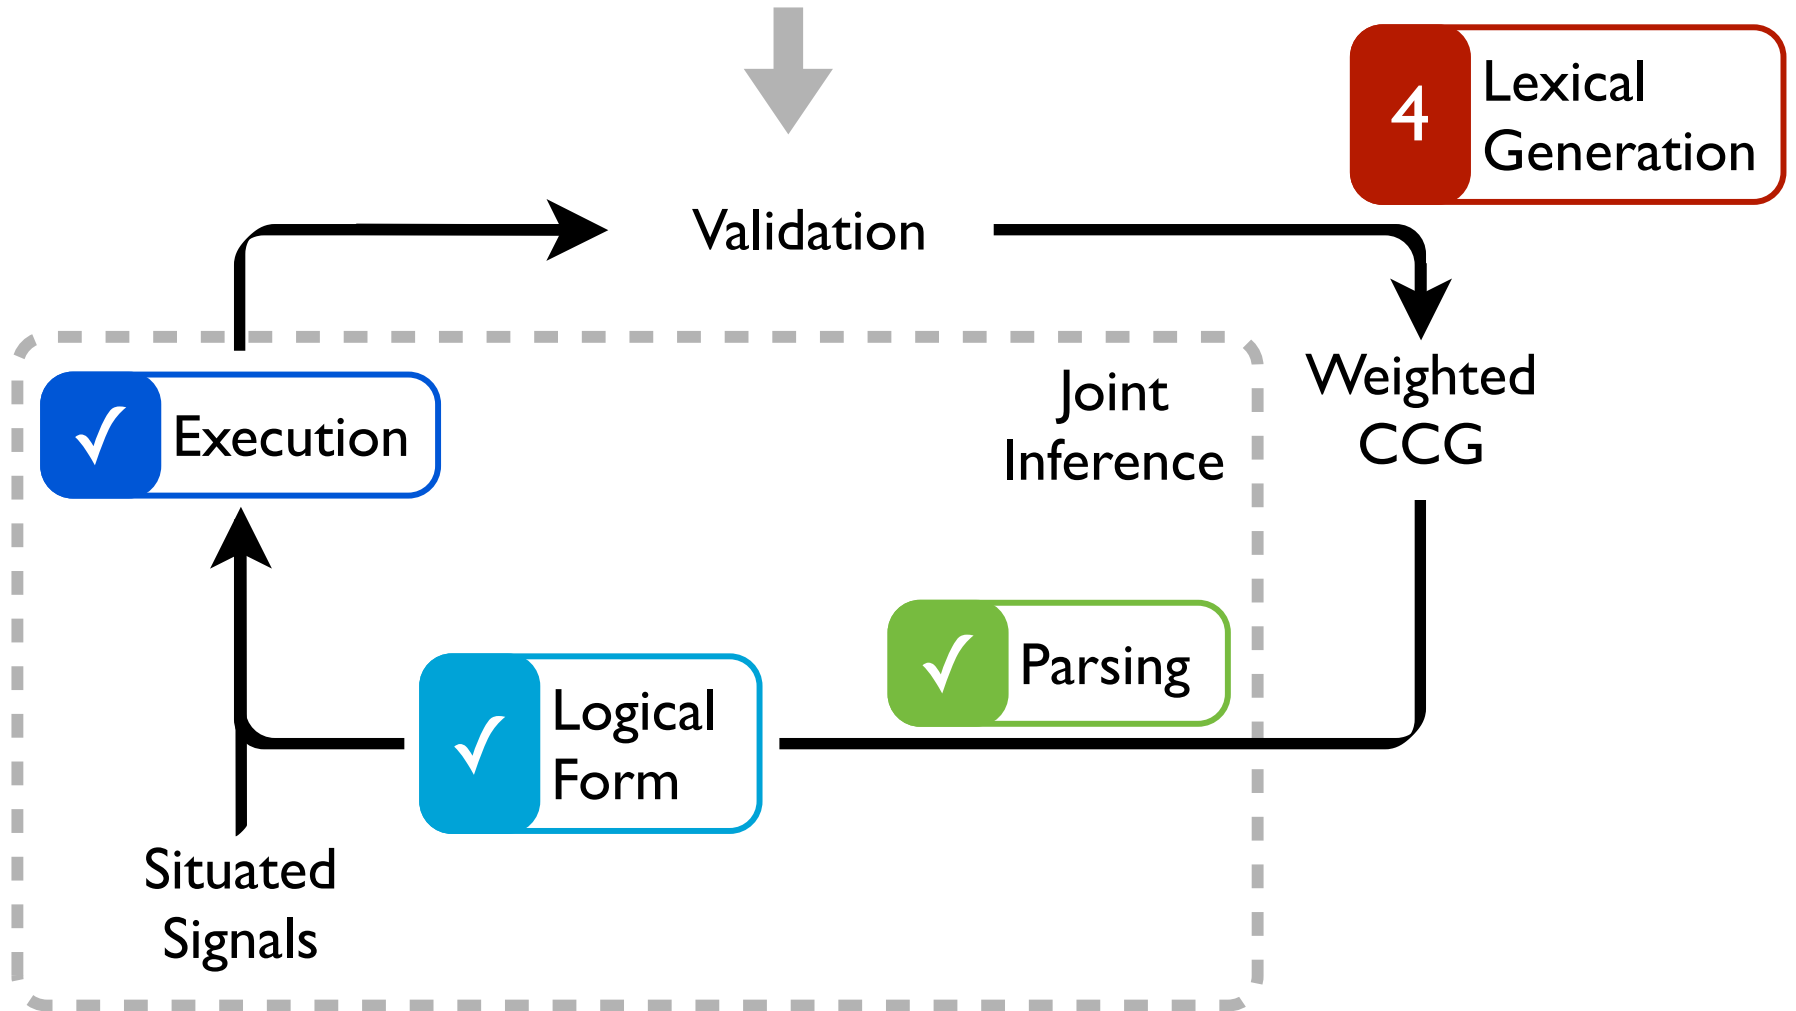 4
Lexical
Generation
Validation
Joint
Inference
Weighted
CCG
✓
Execution
✓
Parsing
✓
Logical
Form
Situated
Signals